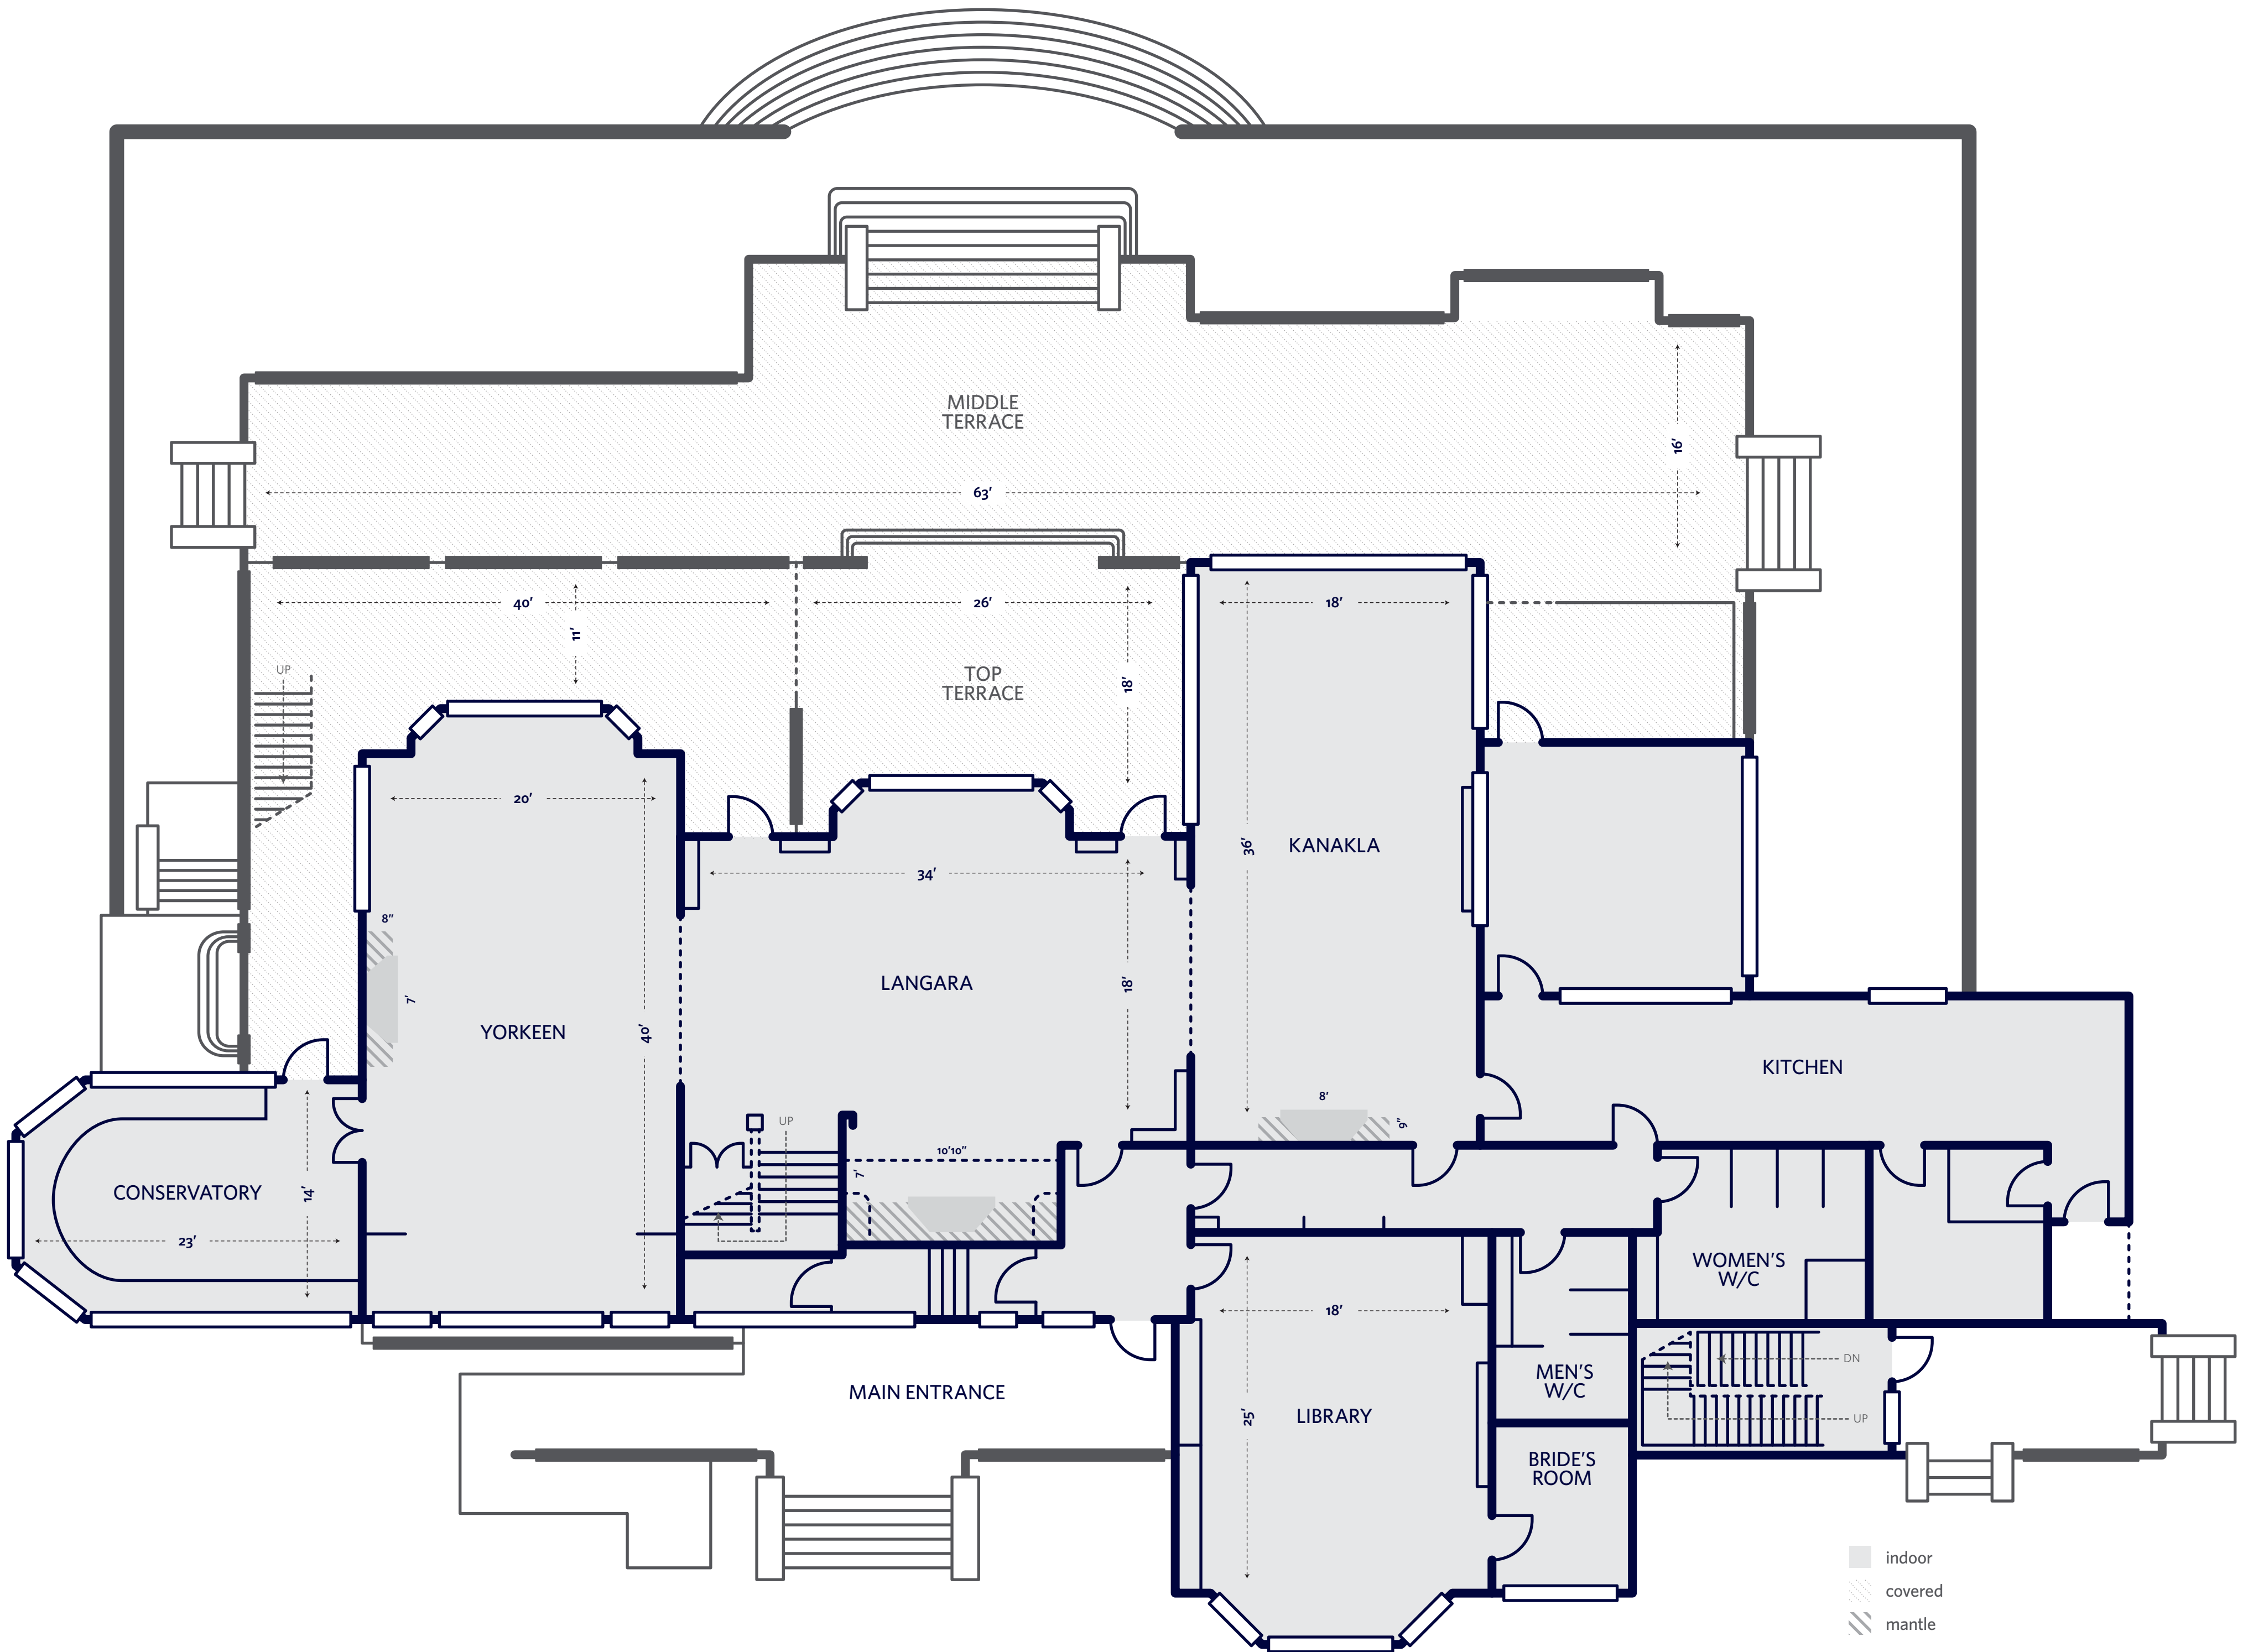 MIDDLE
TERRACE
16′
63′
40′
26′
18′
11′
UP
TOP
TERRACE
18′
20′
36′
KANAKLA
34′
8″
7′
LANGARA
18′
YORKEEN
40′
KITCHEN
8′
9″
UP
10′10″
7′
CONSERVATORY
14′
23′
WOMEN’S
W/C
18′
DN
MEN’S
W/C
MAIN ENTRANCE
25′
LIBRARY
UP
BRIDE’S
ROOM
indoor
covered
mantle